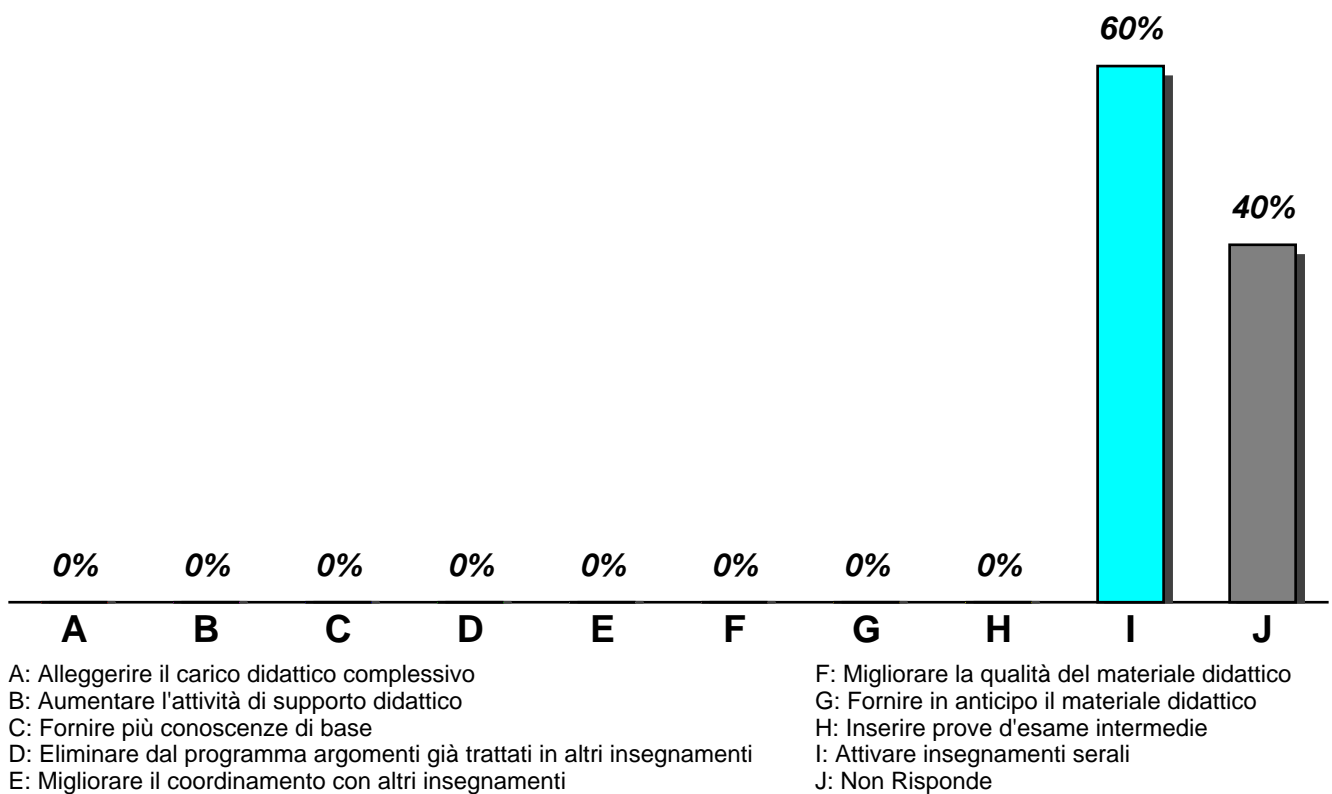 60%
40%
0% 0% 0% 0% 0% 0% 0% 0%
A B C D E F G H I J
A: Alleggerire il carico didattico complessivo
B: Aumentare l'attività di supporto didattico
C: Fornire più conoscenze di base
D: Eliminare dal programma argomenti già trattati in altri insegnamenti
E: Migliorare il coordinamento con altri insegnamenti
F: Migliorare la qualità del materiale didattico
G: Fornire in anticipo il materiale didattico
H: Inserire prove d'esame intermedie
I: Attivare insegnamenti serali
J: Non Risponde